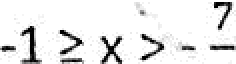 -1 ≥ x > - 7